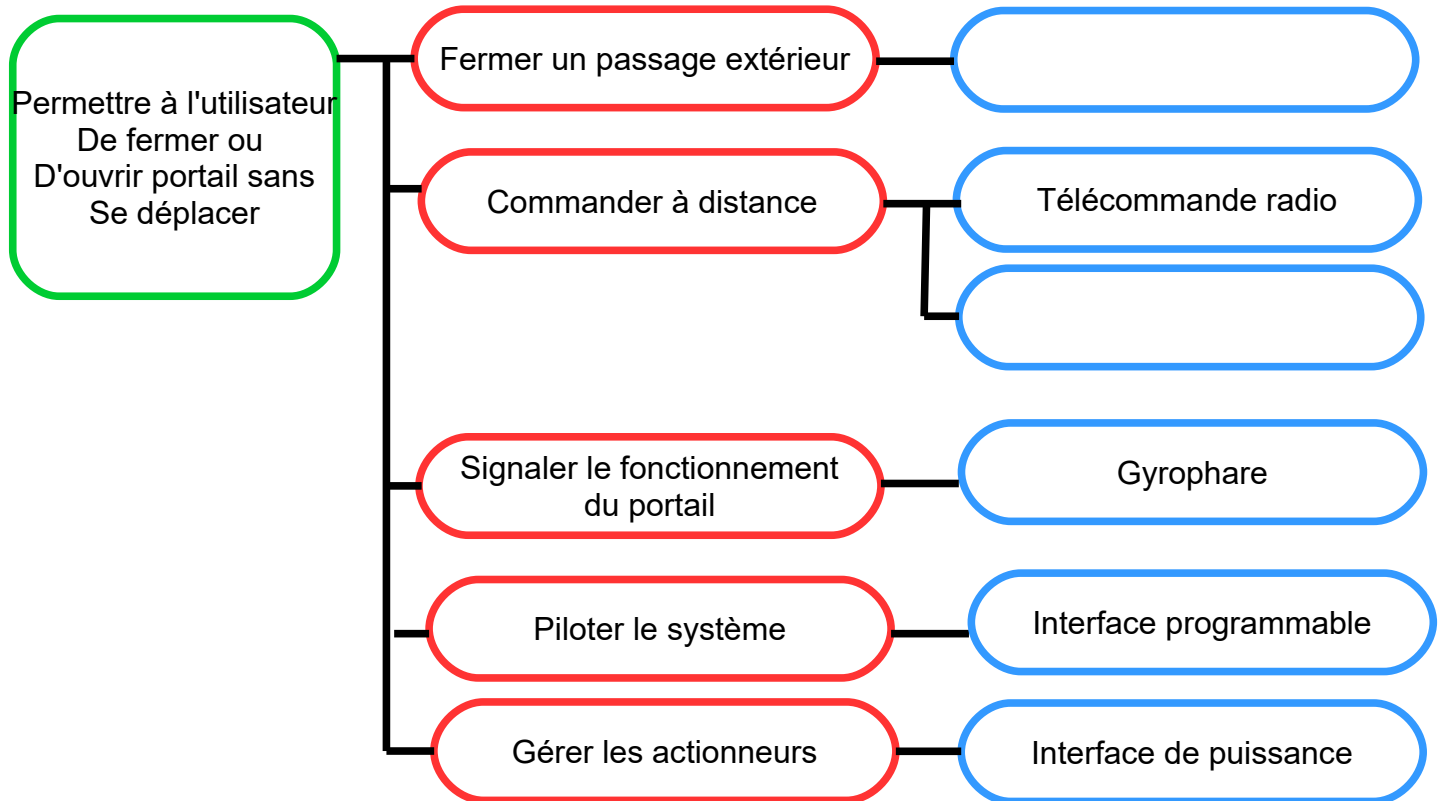 Permettre à l'utilisateur
De fermer ou
D'ouvrir portail sans
Se déplacer
Fermer un passage extérieur
Commander à distance
Télécommande radio
Signaler le fonctionnement
du portail
Gyrophare
Piloter le système
Interface programmable
Gérer les actionneurs
Interface de puissance